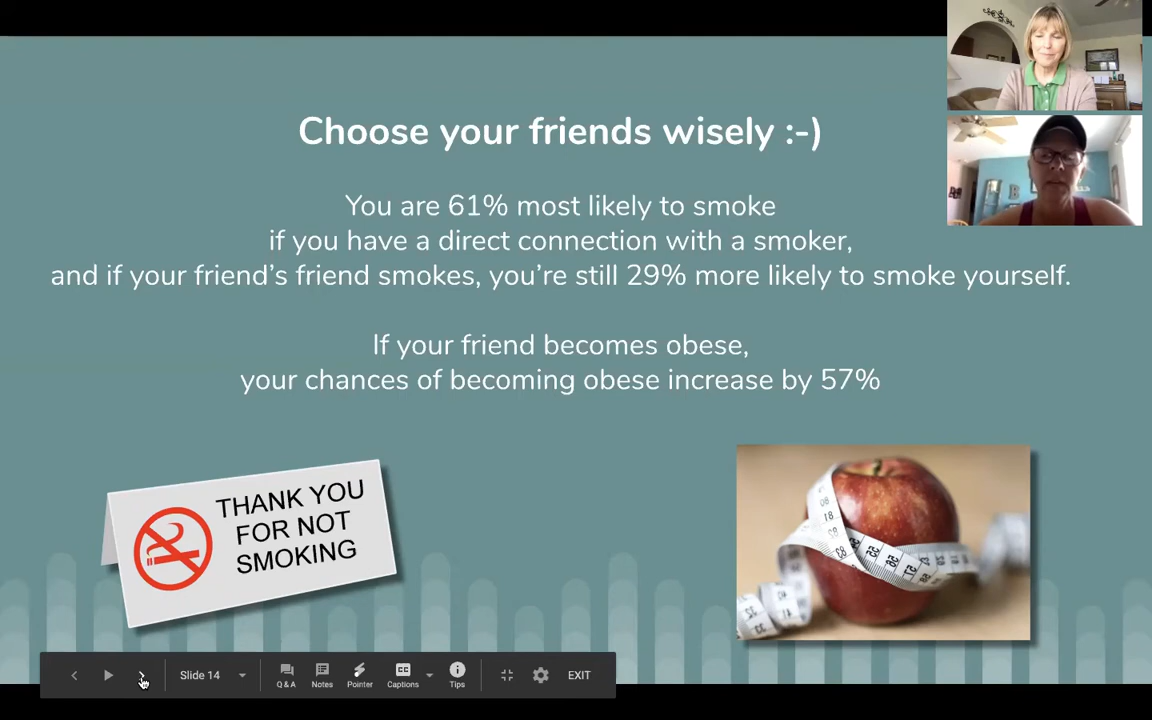 Choose your friends wisely :-)
You are 61% most likely to smoke
if you have a direct connection with a smoker,
and if your friend's friend smokes, you're still 29% more likely to smoke yourself.
If your friend becomes obese,
your chances of becoming obese increase by 57%
THANK YOU
FOR NOT
SMOKING
Slide 14
Q & A
Notes
Pointer
CC
Captions
Tips
EXIT